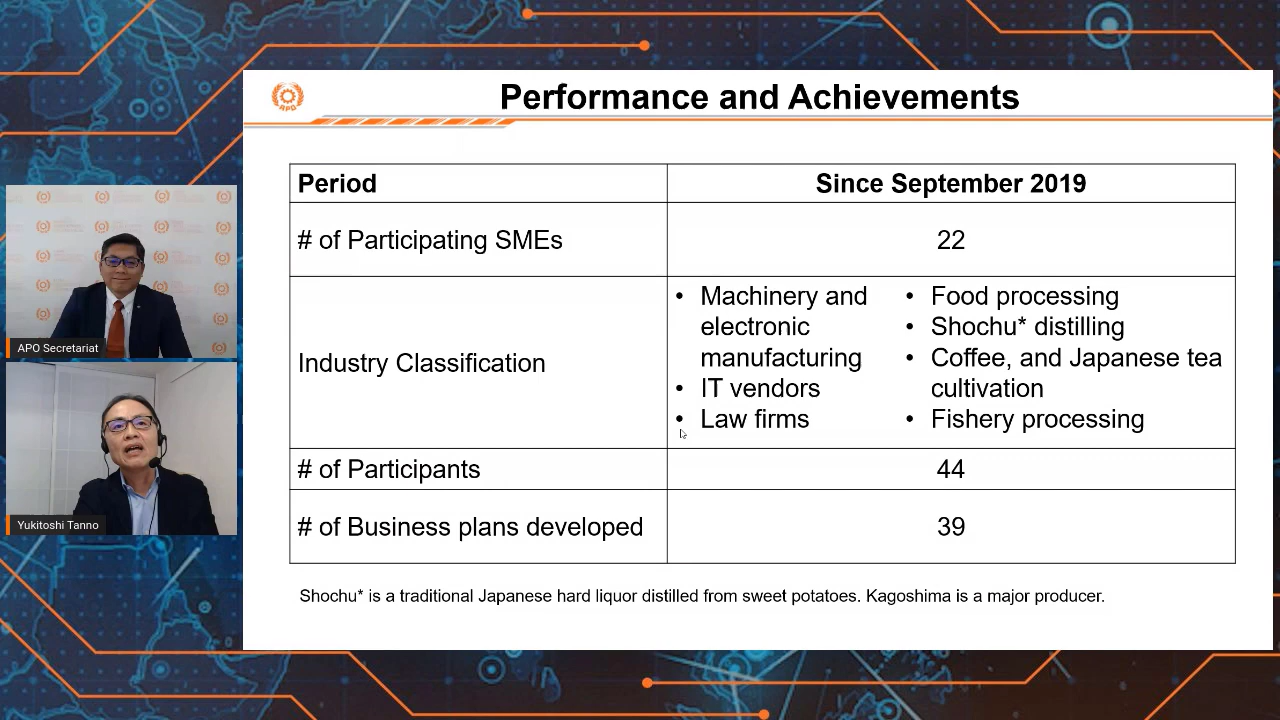 APO
Performance and Achievements
Period
Since September 2019
# of Participating SMEs
22
Industry Classification
• Machinery and
electronic
manufacturing
• IT vendors
• Law firms
• Food processing
• Shochu* distilling
• Coffee, and Japanese tea
cultivation
• Fishery processing
# of Participants
44
# of Business plans developed
39
Shochu* is a traditional Japanese hard liquor distilled from sweet potatoes. Kagoshima is a major producer.
APO Secretariat
Yukitoshi Tanno